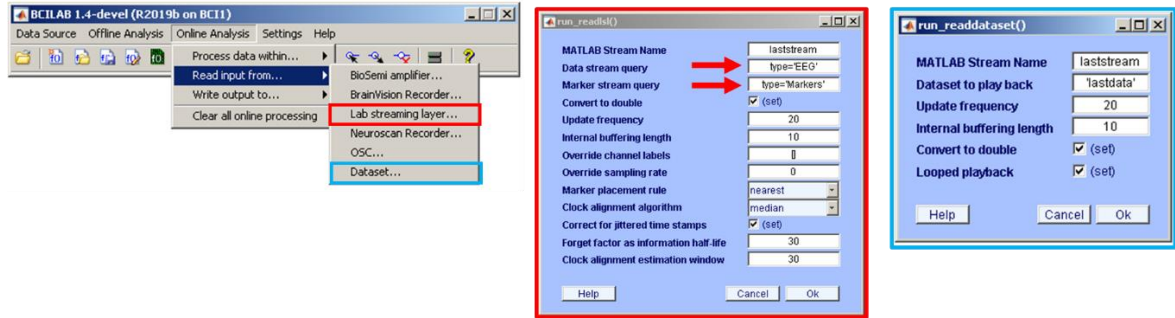 BCILAB 1.4-devel (R2019b on BCI1)
Data Source Offline Analysis Online Analysis Settings Help
Process data within...
Read input from...
Write output to...
Clear all online processing
BioSemi amplifier...
BrainVision Recorder...
Lab streaming layer...
Neuroscan Recorder...
OSC...
Dataset...
run_readlsl()
MATLAB Stream Name laststream
Data stream query type='EEG'
Marker stream query type='Markers'
Convert to double (set)
Update frequency 20
Internal buffering length 10
Override channel labels []
Override sampling rate 0
Marker placement rule nearest
Clock alignment algorithm median
Correct for jittered time stamps (set)
Forget factor as information half-life 30
Clock alignment estimation window 30
Help Cancel Ok
run_readdataset()
MATLAB Stream Name laststream
Dataset to play back 'lastdata'
Update frequency 20
Internal buffering length 10
Convert to double (set)
Looped playback (set)
Help Cancel Ok